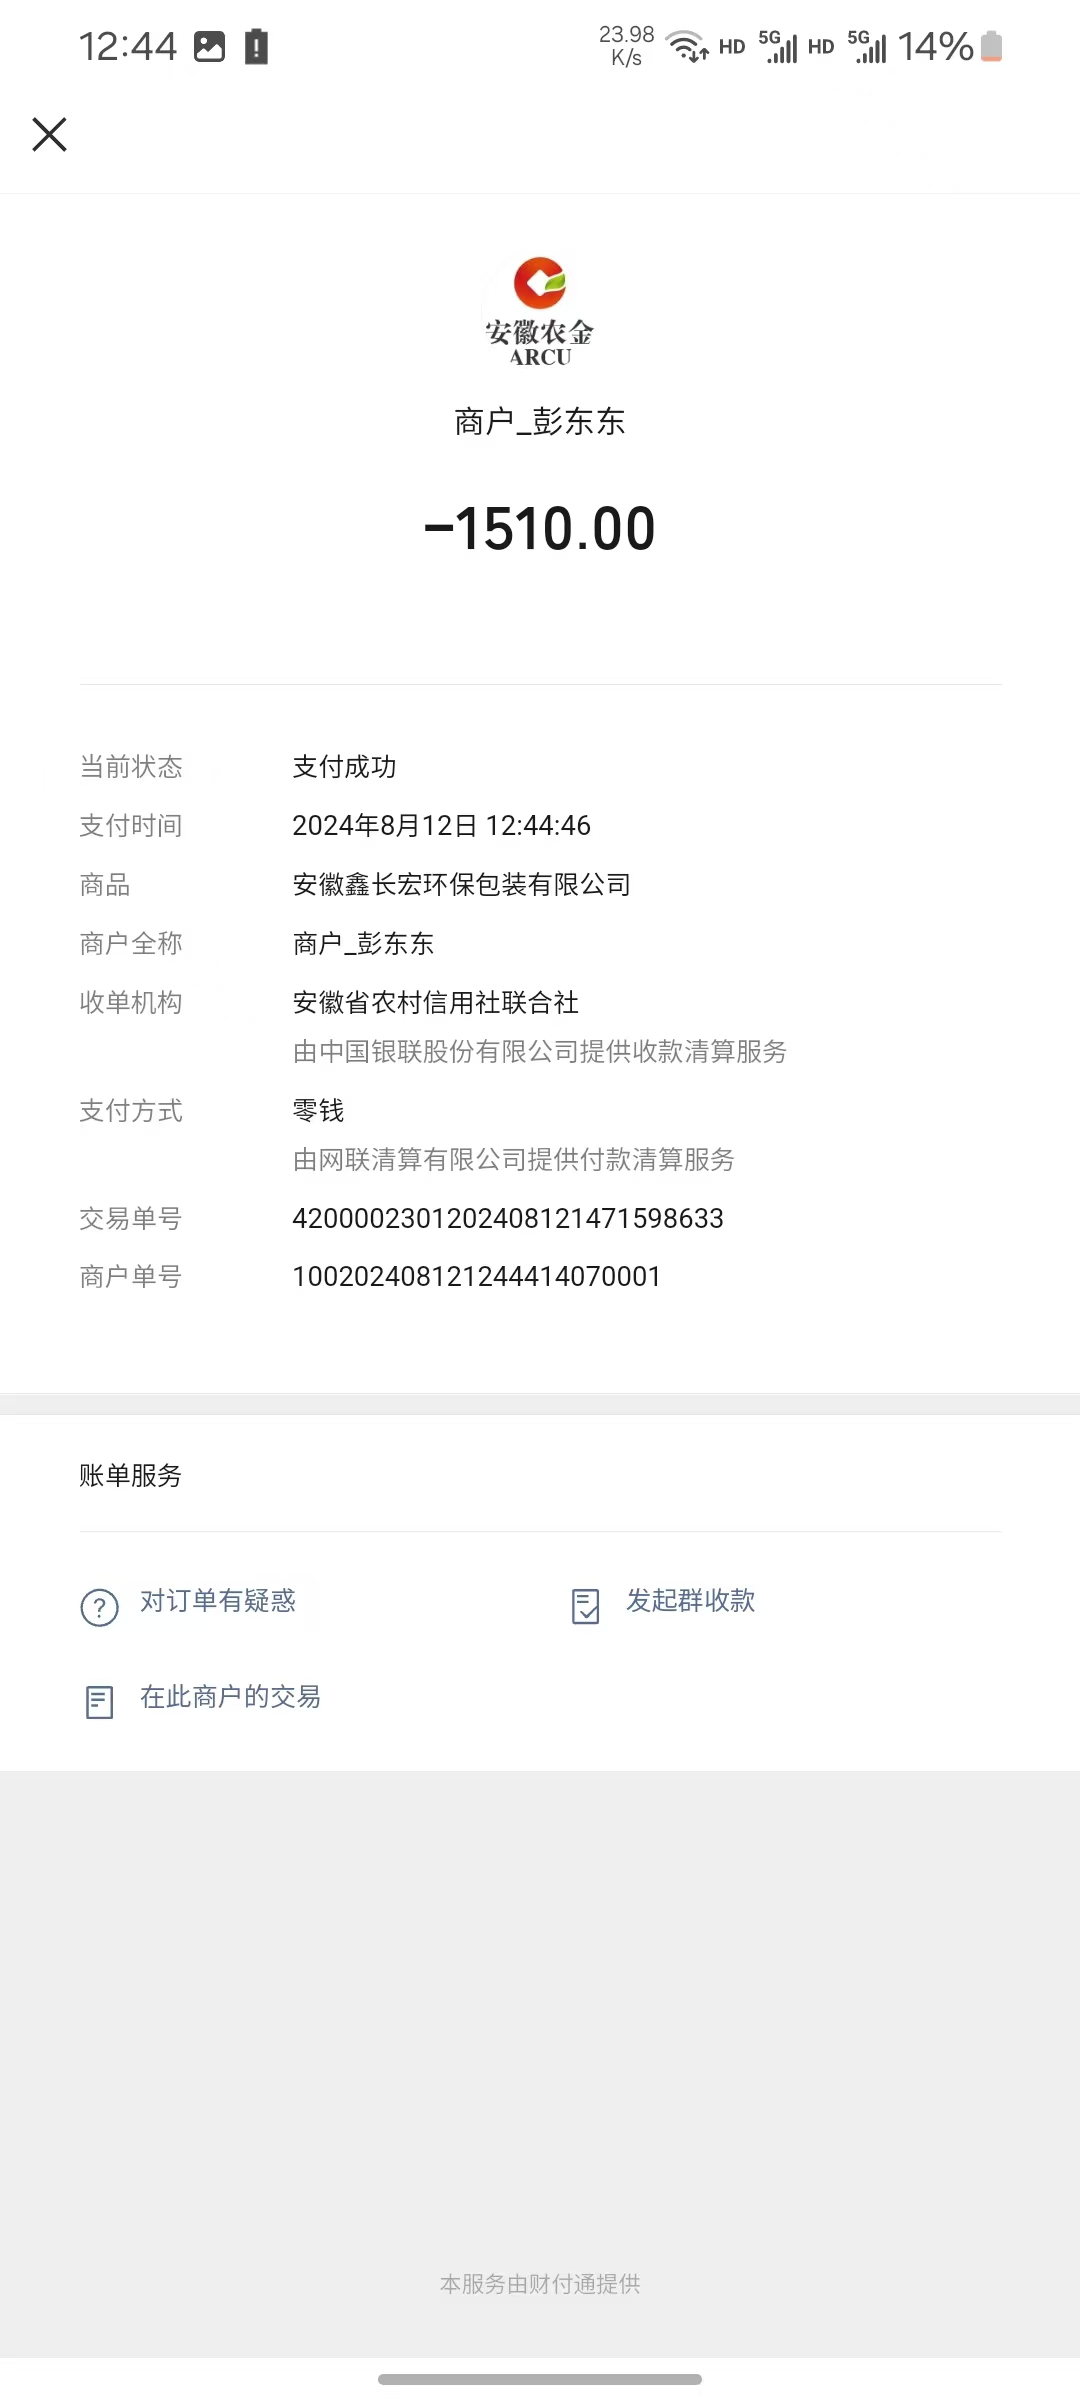 12:44
23.98 K/s HD 5G HD 5G 14%
安徽农金
ARCU
商户_彭东东
-1510.00
当前状态 支付成功
支付时间 2024年8月12日 12:44:46
商品 安徽鑫长宏环保包装有限公司
商户全称 商户_彭东东
收单机构 安徽省农村信用社联合社
由中国银联股份有限公司提供收款清算服务
支付方式 零钱
由网联清算有限公司提供付款清算服务
交易单号 4200002301202408121471598633
商户单号 100202408121244414070001
账单服务
对订单有疑惑 发起群收款
在此商户的交易
本服务由财付通提供